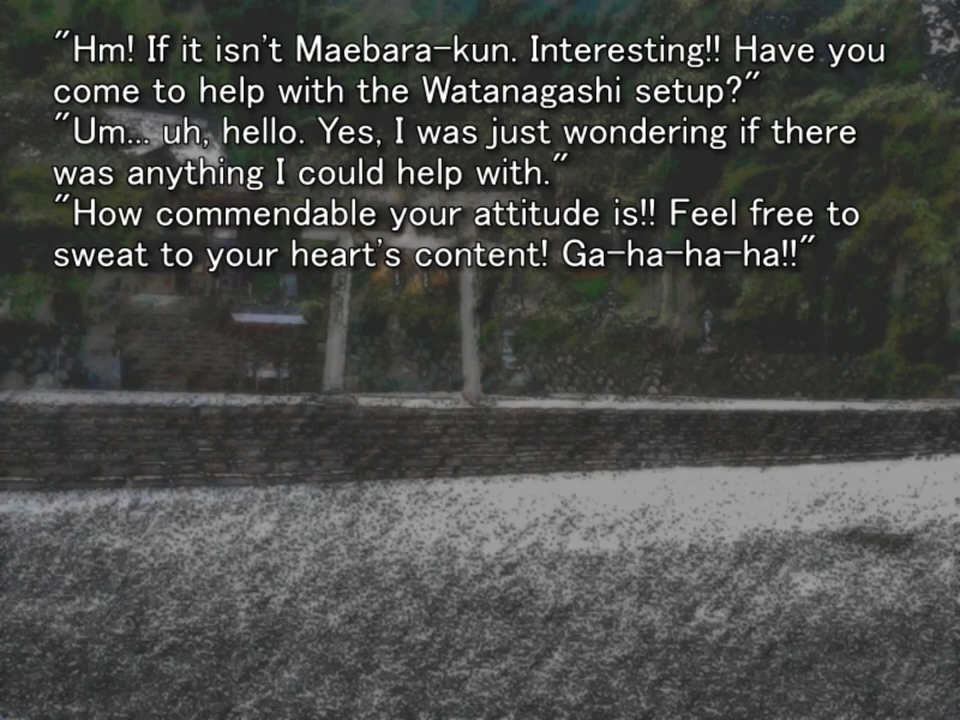 "Hm! If it isn't Maebara-kun. Interesting!! Have you
come to help with the Watanagashi setup?"
"Um... uh, hello. Yes, I was just wondering if there
was anything I could help with."
"How commendable your attitude is!! Feel free to
sweat to your heart's content! Ga-ha-ha-ha!!"